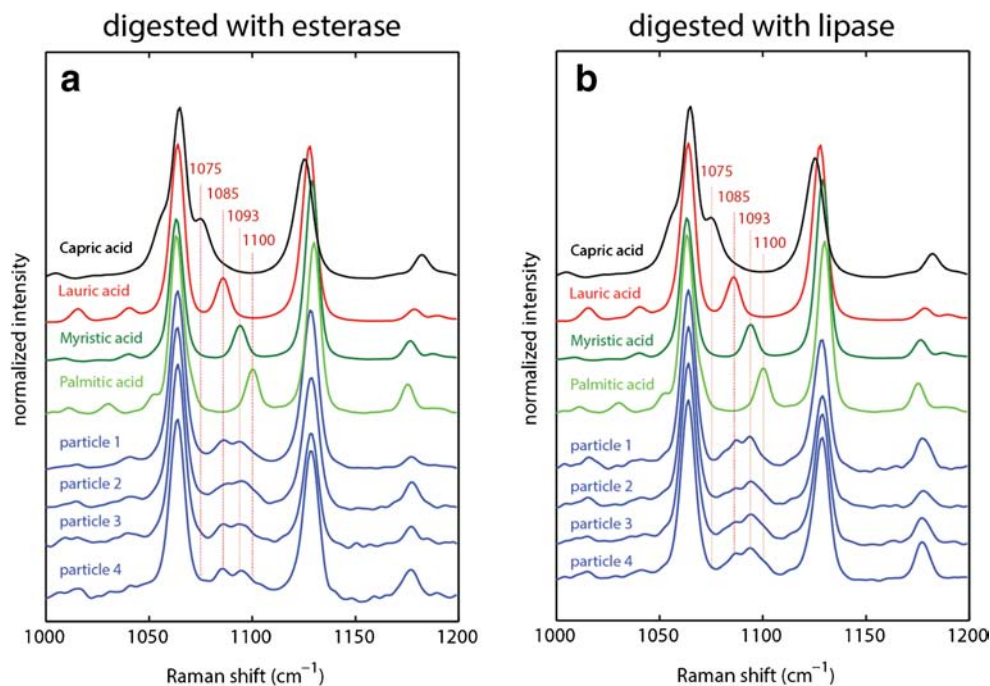 digested with esterase
digested with lipase
a
1075
1085
1093
1100
Capric acid
Lauric acid
Myristic acid
Palmitic acid
particle 1
particle 2
particle 3
particle 4
normalized intensity
1000
1050
1100
1150
1200
Raman shift (cm⁻¹)
b
1075
1085
1093
1100
Capric acid
Lauric acid
Myristic acid
Palmitic acid
particle 1
particle 2
particle 3
particle 4
normalized intensity
1000
1050
1100
1150
1200
Raman shift (cm⁻¹)